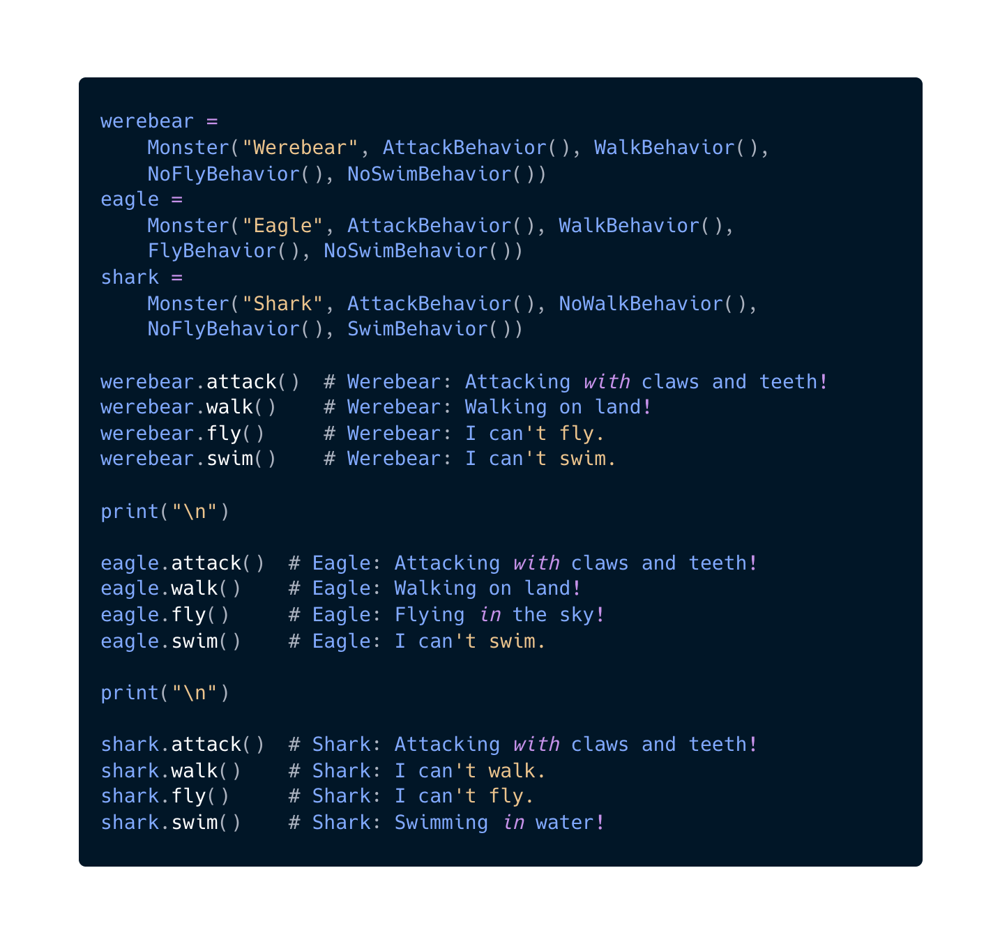 werebear =
    Monster("Werebear", AttackBehavior(), WalkBehavior(),
    NoFlyBehavior(), NoSwimBehavior())
eagle =
    Monster("Eagle", AttackBehavior(), WalkBehavior(),
    FlyBehavior(), NoSwimBehavior())
shark =
    Monster("Shark", AttackBehavior(), NoWalkBehavior(),
    NoFlyBehavior(), SwimBehavior())

werebear.attack()  # Werebear: Attacking with claws and teeth!
werebear.walk()    # Werebear: Walking on land!
werebear.fly()     # Werebear: I can't fly.
werebear.swim()    # Werebear: I can't swim.

print("\n")

eagle.attack()  # Eagle: Attacking with claws and teeth!
eagle.walk()    # Eagle: Walking on land!
eagle.fly()     # Eagle: Flying in the sky!
eagle.swim()    # Eagle: I can't swim.

print("\n")

shark.attack()  # Shark: Attacking with claws and teeth!
shark.walk()    # Shark: I can't walk.
shark.fly()     # Shark: I can't fly.
shark.swim()    # Shark: Swimming in water!